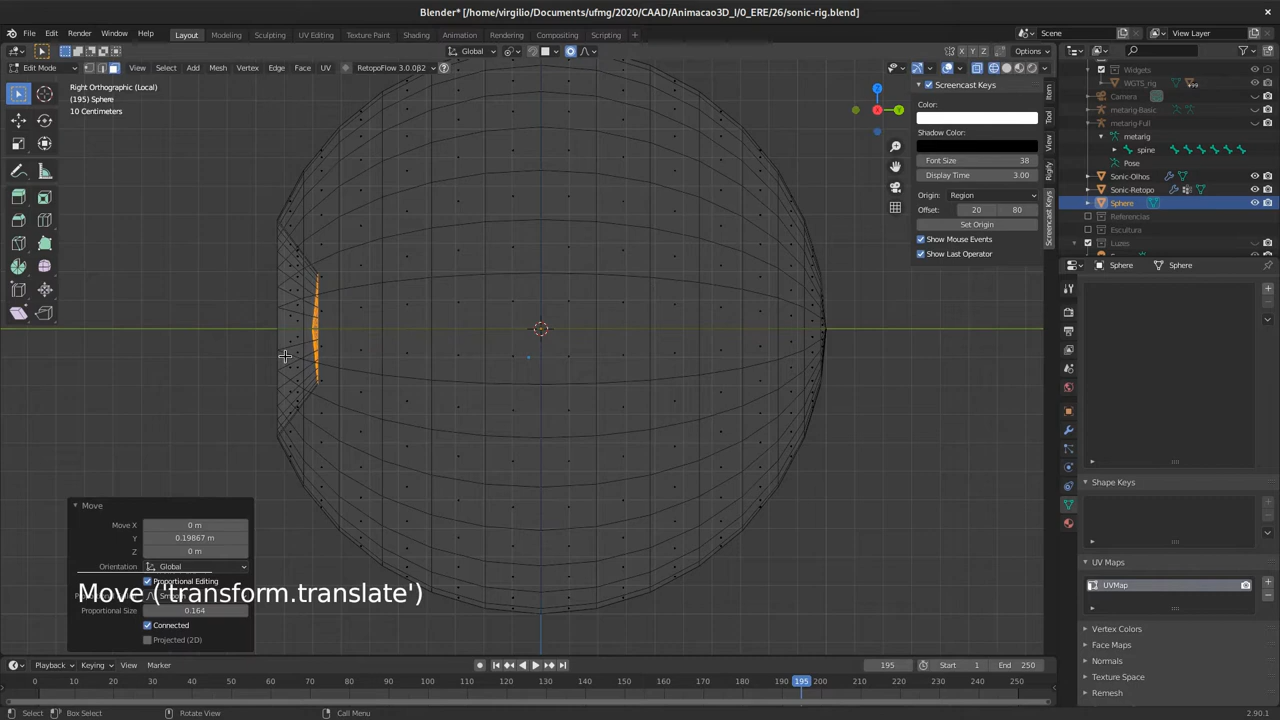 Blender* [/home/virgilio/Documents/ufmg/2020/CAAD/Animacao3D_I/0_ERE/26/sonic-rig.blend]
File Edit Render Window Help Layout Modeling Sculpting UV Editing Texture Paint Shading Animation Rendering Compositing Scripting Scene View Layer
Global Options
Edit Mode View Select Add Mesh Vertex Edge Face UV RetopoFlow 3.0.0β2
Right Orthographic (Local)
(195) Sphere
10 Centimeters
X Y Z
Z
Y
Screencast Keys
Color:
Shadow Color:
Font Size 38
Display Time 3.00
Origin: Region
Offset: 20 80
Set Origin
Show Mouse Events
Show Last Operator
Item
Tool
View
Rigify
Screencast Keys
Widgets
WGTS_rig 99
Camera
metarig-Basic
metarig-Full
metarig
spine
Pose
Sonic-Olhos
Sonic-Retopo
Sphere
Referencias
Escultura
Luzes
Sphere Sphere
Shape Keys
UV Maps
UVMap
Vertex Colors
Face Maps
Normals
Texture Space
Remesh
Move
Move X 0 m
Y 0.19867 m
Z 0 m
Orientation Global
Proportional Editing
Move ('transform.translate')
Proportional Size 0.164
Connected
Projected (2D)
Playback Keying View Marker 195 Start 1 End 250
0 10 20 30 40 50 60 70 80 90 100 110 120 130 140 150 160 170 180 190 195 200 210 220 230 240 250
Select Box Select Rotate View Call Menu 2.90.1